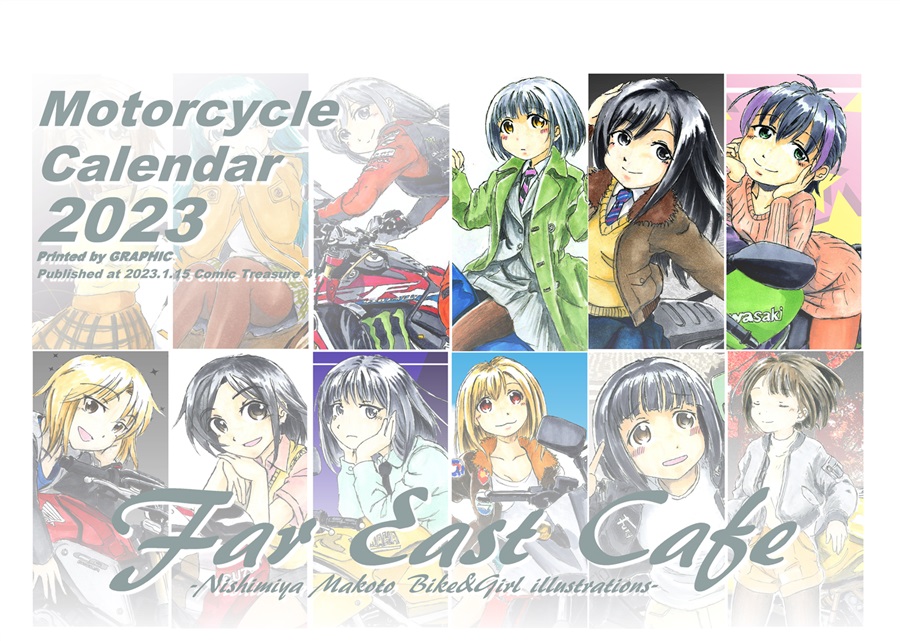 Motorcycle
Calendar
2023
Printed by GRAPHIC
Published at 2023.1.15 Comic Treasure 41
wasaki
Far East Cafe
-Nishimiya Makoto Bike&Girl illustrations-